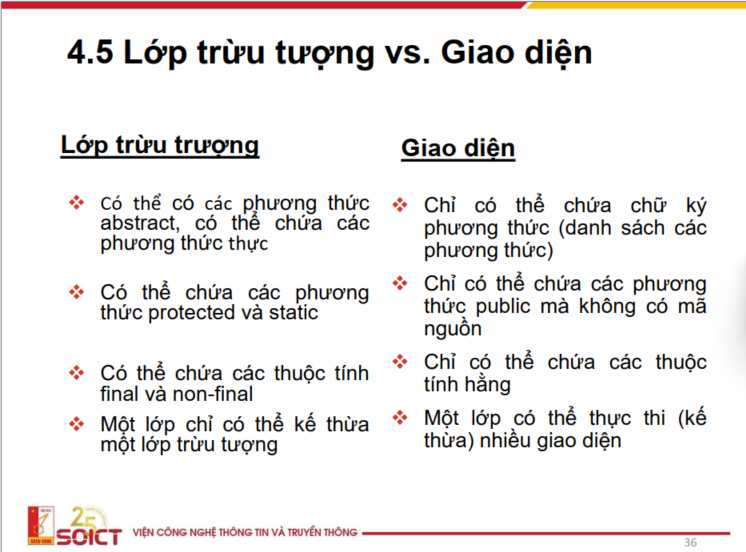 4.5 Lớp trừu tượng vs. Giao diện
Lớp trừu trượng
❖ Có thể có các phương thức
abstract, có thể chứa các
phương thức thực
❖ Có thể chứa các phương
thức protected và static
❖ Có thể chứa các thuộc tính
final và non-final
❖ Một lớp chỉ có thể kế thừa
một lớp trừu tượng
Giao diện
❖ Chỉ có thể chứa chữ ký
phương thức (danh sách các
phương thức)
❖ Chỉ có thể chứa các phương
thức public mà không có mã
nguồn
❖ Chỉ có thể chứa các thuộc
tính hằng
❖ Một lớp có thể thực thi (kế
thừa) nhiều giao diện
25
SOICT
VIỆN CÔNG NGHỆ THÔNG TIN VÀ TRUYỀN THÔNG
36